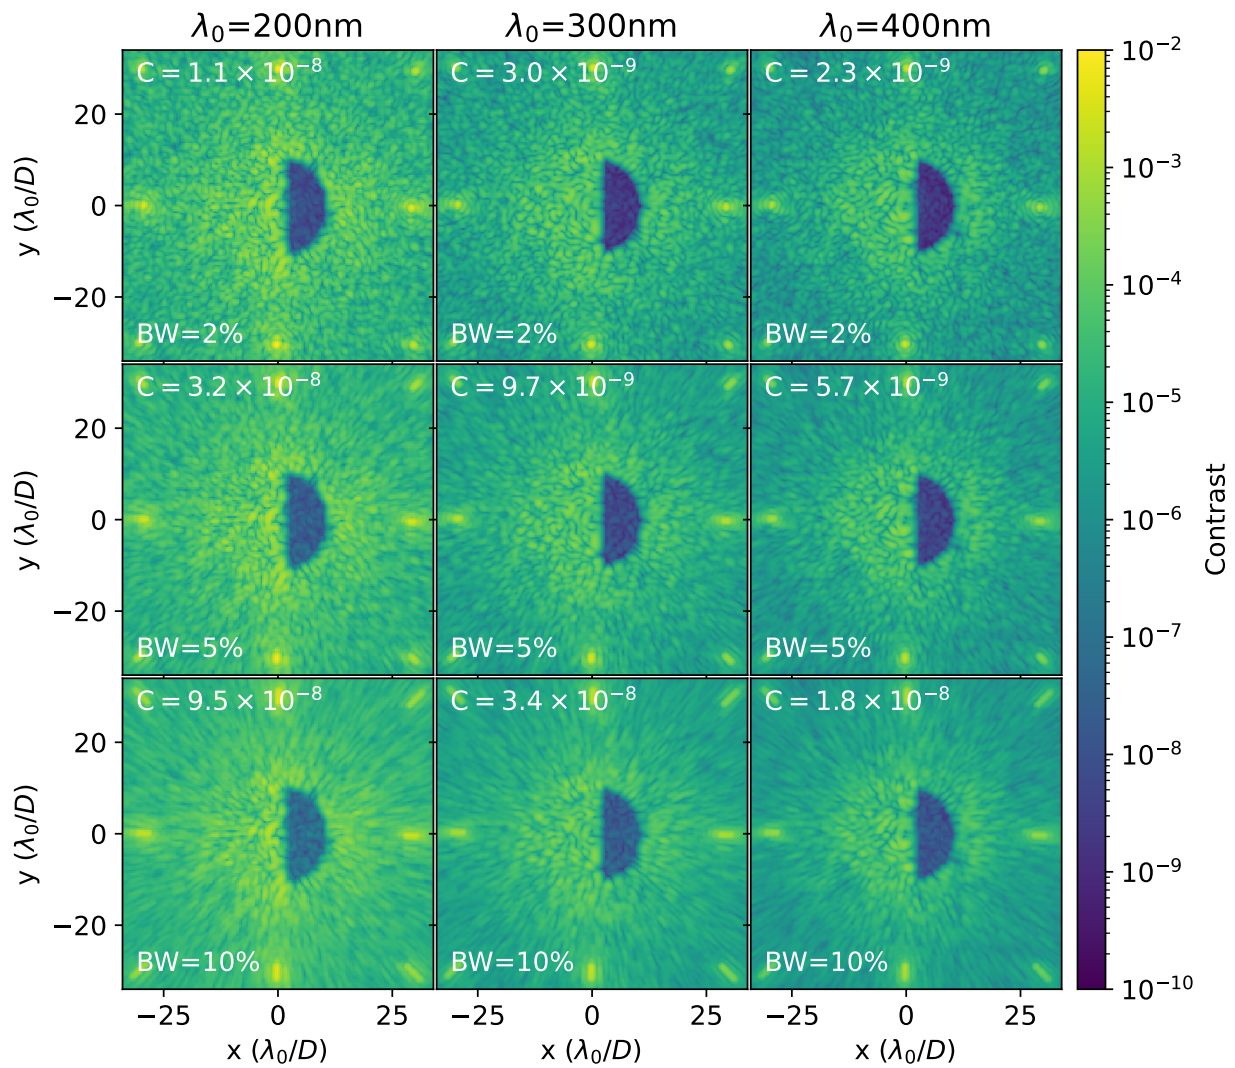 λ₀=200nm λ₀=300nm λ₀=400nm
C = 1.1 × 10⁻⁸ C = 3.0 × 10⁻⁹ C = 2.3 × 10⁻⁹
20
0
−20
y (λ₀/D)
BW=2% BW=2% BW=2%
C = 3.2 × 10⁻⁸ C = 9.7 × 10⁻⁹ C = 5.7 × 10⁻⁹
20
0
−20
y (λ₀/D)
BW=5% BW=5% BW=5%
C = 9.5 × 10⁻⁸ C = 3.4 × 10⁻⁸ C = 1.8 × 10⁻⁸
20
0
−20
y (λ₀/D)
BW=10% BW=10% BW=10%
−25 0 25 −25 0 25 −25 0 25
x (λ₀/D) x (λ₀/D) x (λ₀/D)
10⁻²
10⁻³
10⁻⁴
10⁻⁵
10⁻⁶
10⁻⁷
10⁻⁸
10⁻⁹
10⁻¹⁰
Contrast